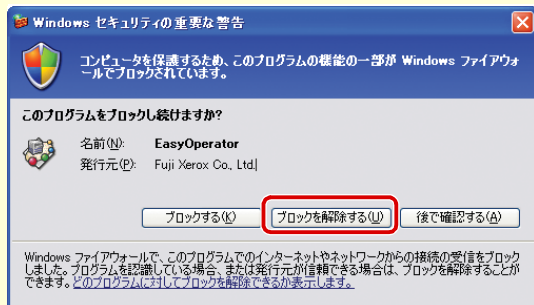 Windows セキュリティの重要な警告
コンピュータを保護するため、このプログラムの機能の一部が Windows ファイアウォ
ールでブロックされています。
このプログラムをブロックし続けますか?
名前(N): EasyOperator
発行元(P): Fuji Xerox Co., Ltd.
ブロックする(K) ブロックを解除する(U) 後で確認する(A)
Windows ファイアウォールで、このプログラムでのインターネットやネットワークからの接続の受信をブロック
しました。プログラムを認識している場合、または発行元が信頼できる場合は、ブロックを解除することが
できます。どのプログラムに対してブロックを解除できるか表示します。